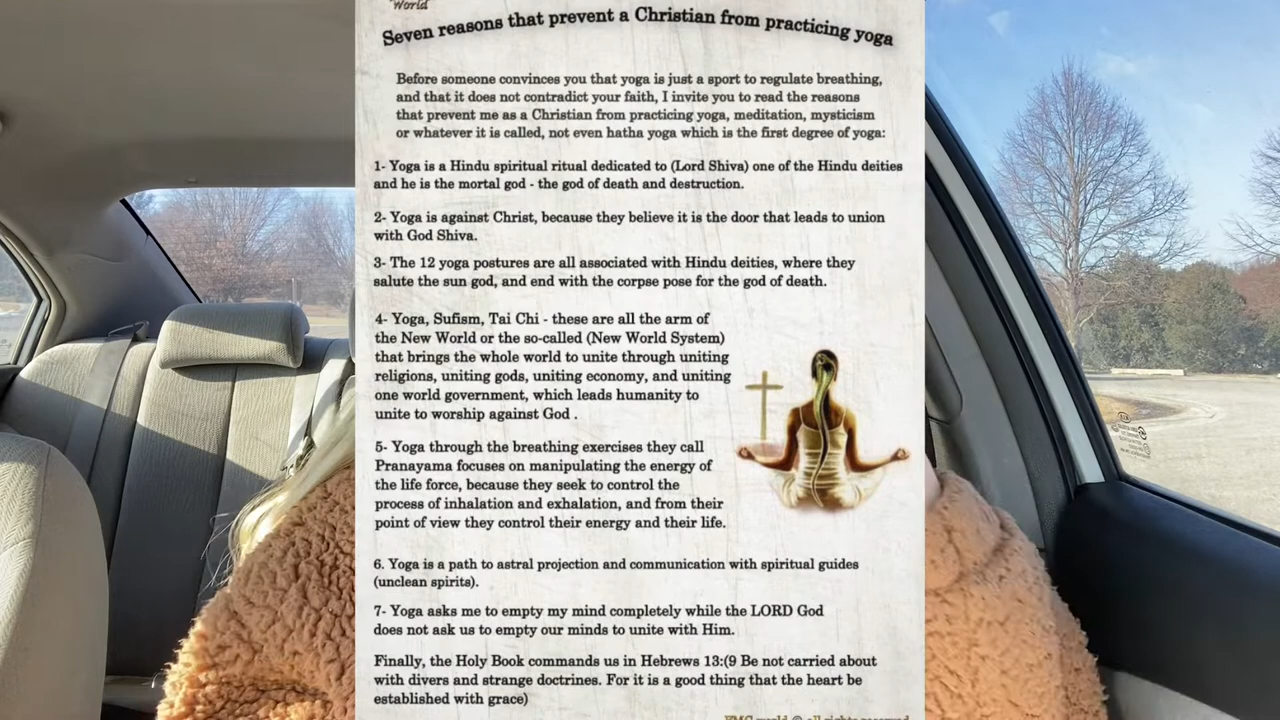 World
Seven reasons that prevent a Christian from practicing yoga
Before someone convinces you that yoga is just a sport to regulate breathing,
and that it does not contradict your faith, I invite you to read the reasons
that prevent me as a Christian from practicing yoga, meditation, mysticism
or whatever it is called, not even hatha yoga which is the first degree of yoga:
1- Yoga is a Hindu spiritual ritual dedicated to (Lord Shiva) one of the Hindu deities
and he is the mortal god - the god of death and destruction.
2- Yoga is against Christ, because they believe it is the door that leads to union
with God Shiva.
3- The 12 yoga postures are all associated with Hindu deities, where they
salute the sun god, and end with the corpse pose for the god of death.
4- Yoga, Sufism, Tai Chi - these are all the arm of
the New World or the so-called (New World System)
that brings the whole world to unite through uniting
religions, uniting gods, uniting economy, and uniting
one world government, which leads humanity to
unite to worship against God .
5- Yoga through the breathing exercises they call
Pranayama focuses on manipulating the energy of
the life force, because they seek to control the
process of inhalation and exhalation, and from their
point of view they control their energy and their life.
6. Yoga is a path to astral projection and communication with spiritual guides
(unclean spirits).
7- Yoga asks me to empty my mind completely while the LORD God
does not ask us to empty our minds to unite with Him.
Finally, the Holy Book commands us in Hebrews 13:(9 Be not carried about
with divers and strange doctrines. For it is a good thing that the heart be
established with grace)
world © all rights reserved